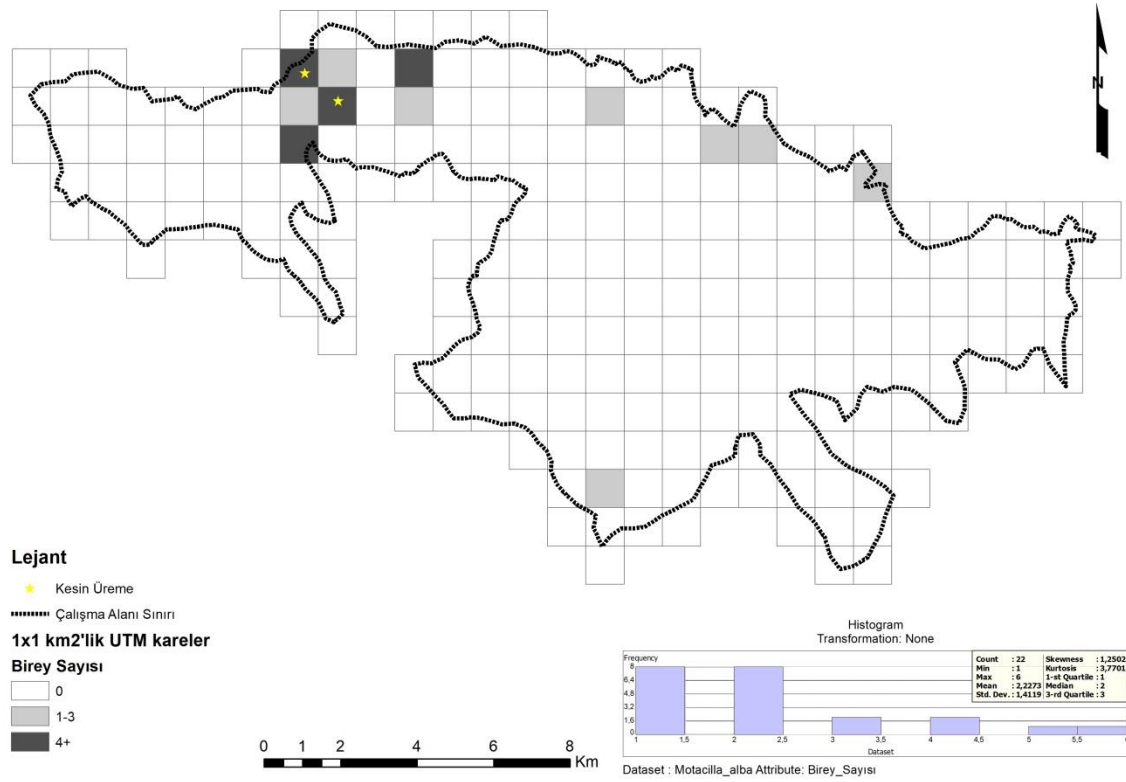 N
Lejant
Kesin Üreme
Çalışma Alanı Sınırı
1x1 km2'lik UTM kareler
Birey Sayısı
0
1-3
4+
0 1 2 4 6 8
Km
Histogram
Transformation: None
Frequency
8
6,4
4,8
3,2
1,6
0
1 1,5 2 2,5 3 3,5 4 4,5 5 5,5 6
Dataset
Count : 22 Skewness : 1,2502
Min : 1 Kurtosis : 3,7701
Max : 6 1-st Quartile : 1
Mean : 2,2273 Median : 2
Std. Dev. : 1,4119 3-rd Quartile : 3
Dataset : Motacilla_alba Attribute: Birey_Sayısı